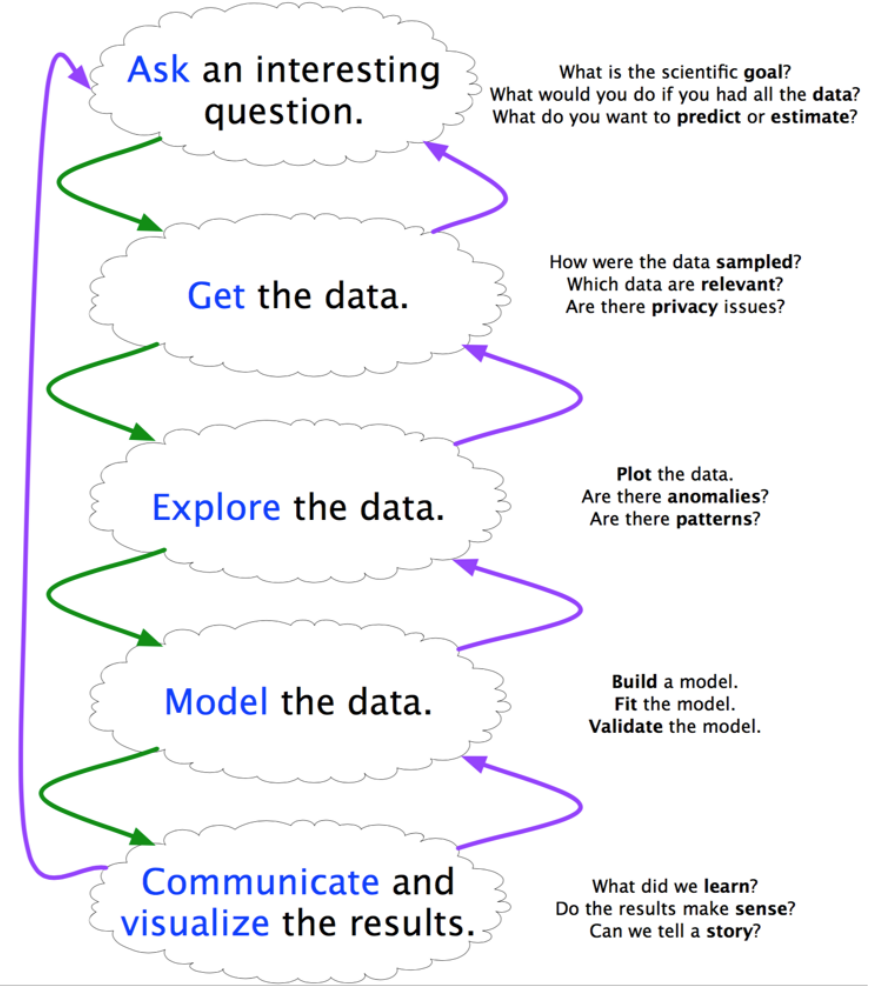 Ask an interesting
question.
What is the scientific goal?
What would you do if you had all the data?
What do you want to predict or estimate?
Get the data.
How were the data sampled?
Which data are relevant?
Are there privacy issues?
Explore the data.
Plot the data.
Are there anomalies?
Are there patterns?
Model the data.
Build a model.
Fit the model.
Validate the model.
Communicate and
visualize the results.
What did we learn?
Do the results make sense?
Can we tell a story?